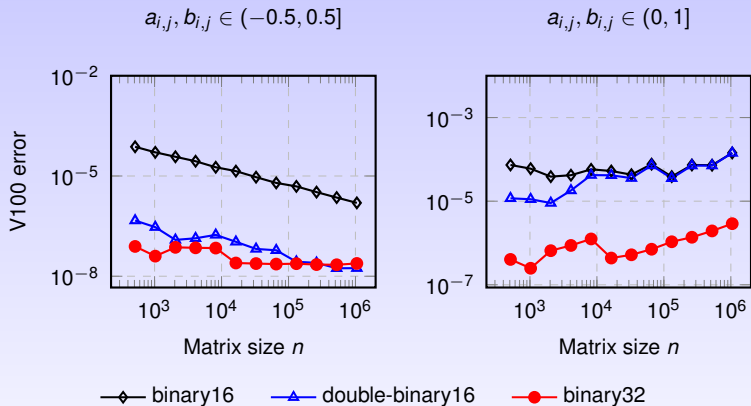 a_{i,j}, b_{i,j} ∈ (−0.5, 0.5]
a_{i,j}, b_{i,j} ∈ (0, 1]
V100 error
10^{−2}
10^{−5}
10^{−8}
10^3
10^4
10^5
10^6
Matrix size n
10^{−3}
10^{−5}
10^{−7}
10^3
10^4
10^5
10^6
Matrix size n
binary16 double-binary16 binary32